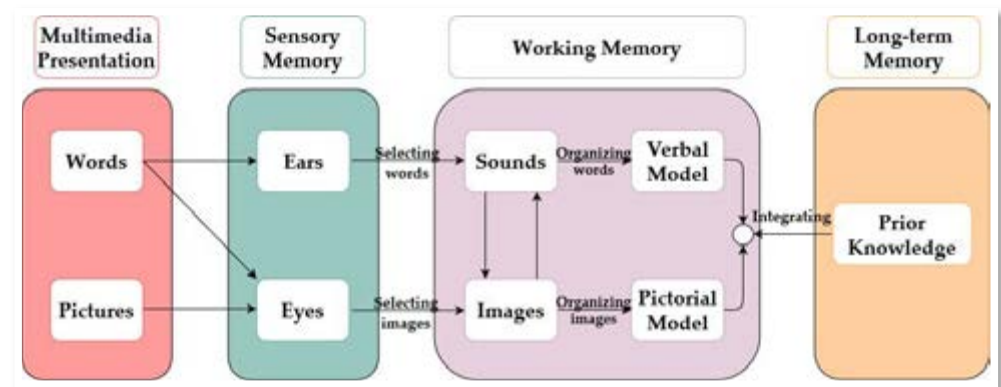 Multimedia
Presentation
Sensory
Memory
Working Memory
Long-term
Memory
Words
Ears
Selecting
words
Sounds
Organizing
words
Verbal
Model
Integrating
Prior
Knowledge
Pictures
Eyes
Selecting
images
Images
Organizing
images
Pictorial
Model